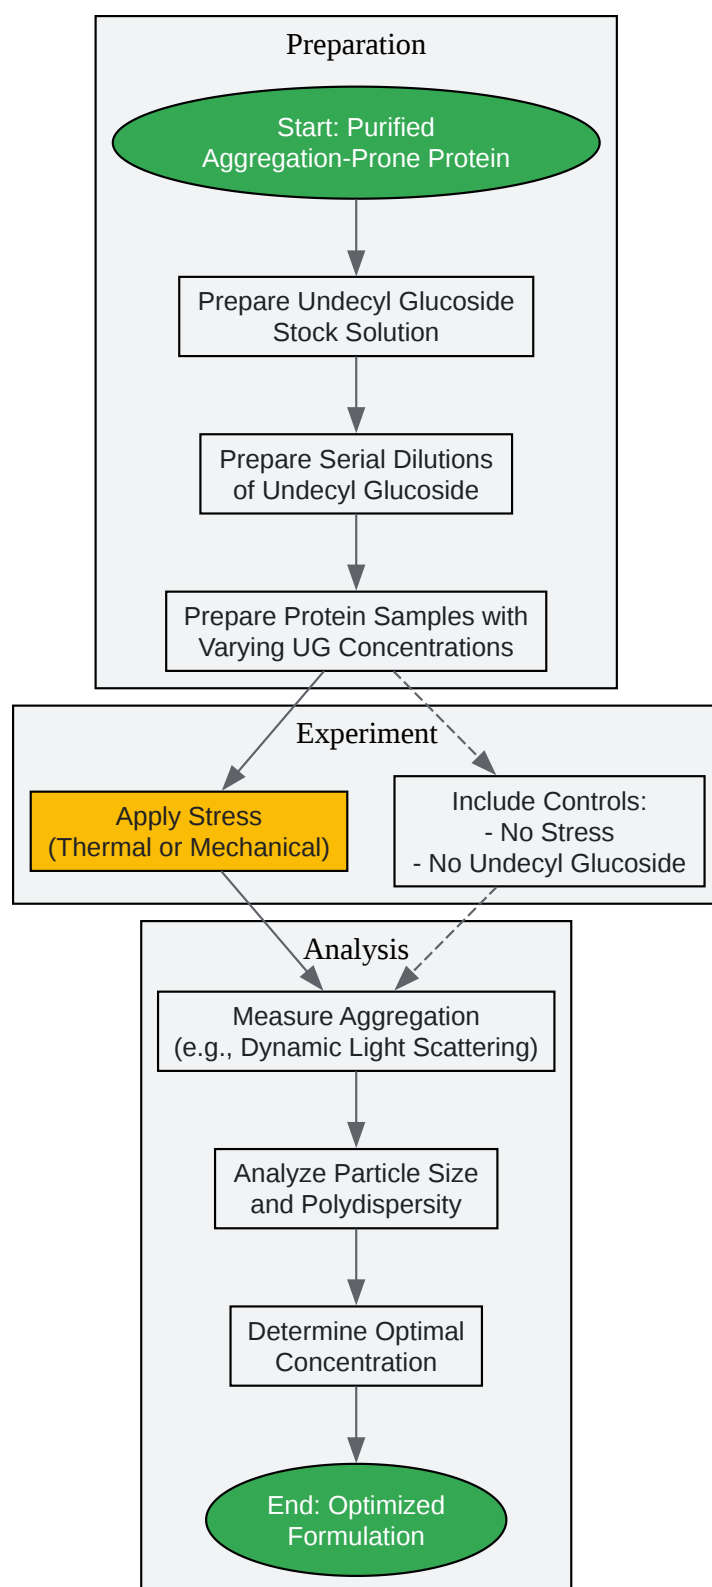 Preparation
Start: Purified
Aggregation-Prone Protein
Prepare Undecyl Glucoside
Stock Solution
Prepare Serial Dilutions
of Undecyl Glucoside
Prepare Protein Samples with
Varying UG Concentrations
Experiment
Apply Stress
(Thermal or Mechanical)
Include Controls:
- No Stress
- No Undecyl Glucoside
Analysis
Measure Aggregation
(e.g., Dynamic Light Scattering)
Analyze Particle Size
and Polydispersity
Determine Optimal
Concentration
End: Optimized
Formulation